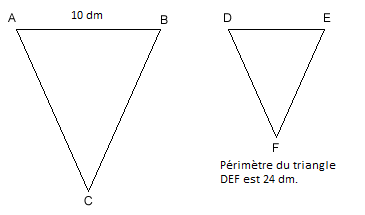 A 10 dm B
D E
C
F
Périmètre du triangle
DEF est 24 dm.